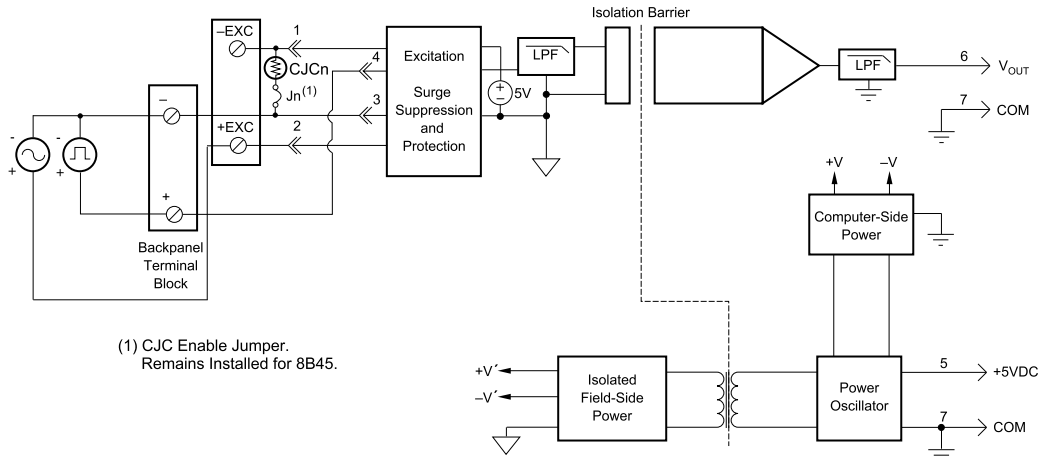 Isolation Barrier
–EXC
1
CJCn
Jn(1)
4
3
+EXC
2
–
+
-
+
-
+
Backpanel
Terminal
Block
Excitation
Surge
Suppression
and
Protection
+
–
5V
LPF
LPF
6
VOUT
7
COM
+V
–V
Computer-Side
Power
(1) CJC Enable Jumper.
Remains Installed for 8B45.
+V´
–V´
Isolated
Field-Side
Power
Power
Oscillator
5
+5VDC
7
COM